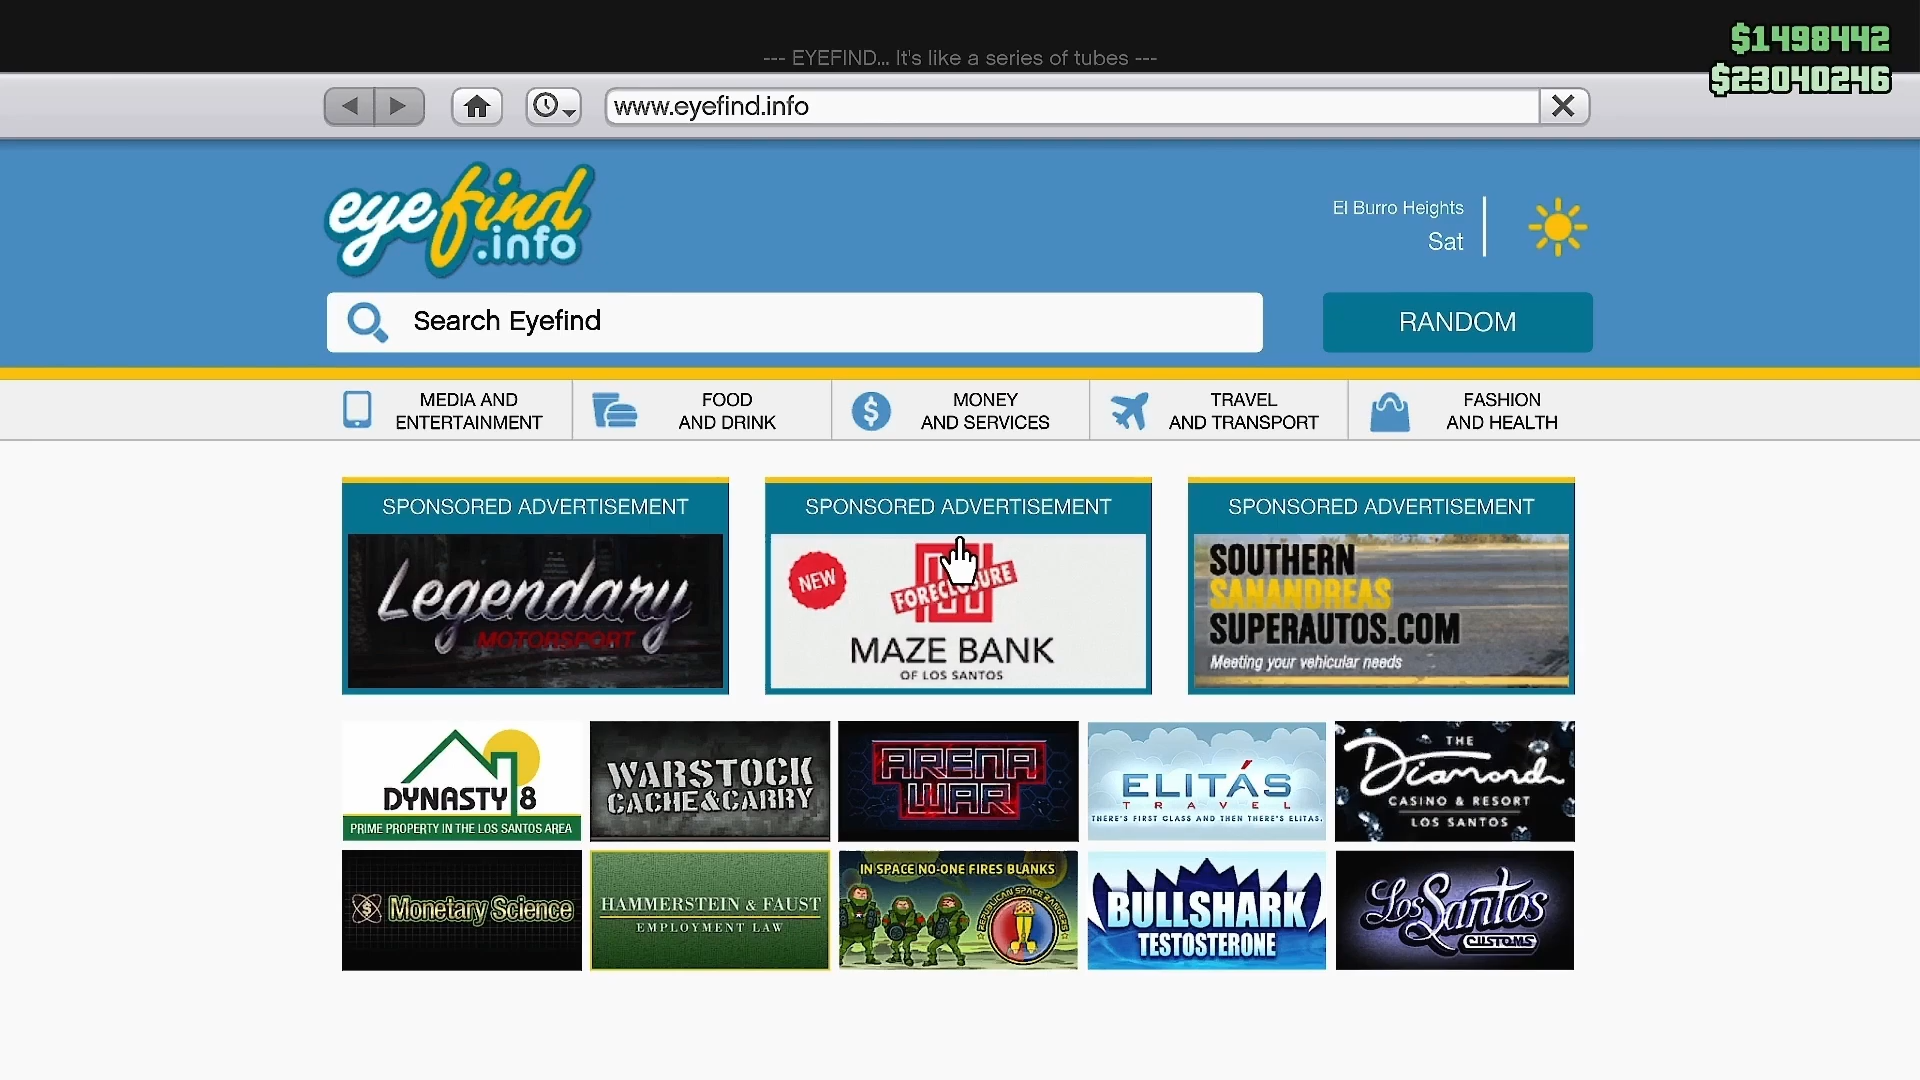 --- EYEFIND... It's like a series of tubes ---
$1498442
$23040246
www.eyefind.info
eyefind
.info
El Burro Heights
Sat
Search Eyefind
RANDOM
MEDIA AND
ENTERTAINMENT
FOOD
AND DRINK
MONEY
AND SERVICES
TRAVEL
AND TRANSPORT
FASHION
AND HEALTH
SPONSORED ADVERTISEMENT
Legendary
MOTORSPORT
SPONSORED ADVERTISEMENT
NEW
FORECLOSURE
MAZE BANK
OF LOS SANTOS
SPONSORED ADVERTISEMENT
SOUTHERN
SANANDREAS
SUPERAUTOS.COM
Meeting your vehicular needs
DYNASTY 8
PRIME PROPERTY IN THE LOS SANTOS AREA
WARSTOCK
CACHE&CARRY
ARENA
WAR
ELITÁS
TRAVEL
THERE'S FIRST CLASS AND THEN THERE'S ELITAS.
THE
Diamond
CASINO & RESORT
LOS SANTOS
Monetary Science
HAMMERSTEIN & FAUST
EMPLOYMENT LAW
IN SPACE NO-ONE FIRES BLANKS
REPUBLICAN SPACE RANGERS
BULLSHARK
TESTOSTERONE
Los Santos
CUSTOMS